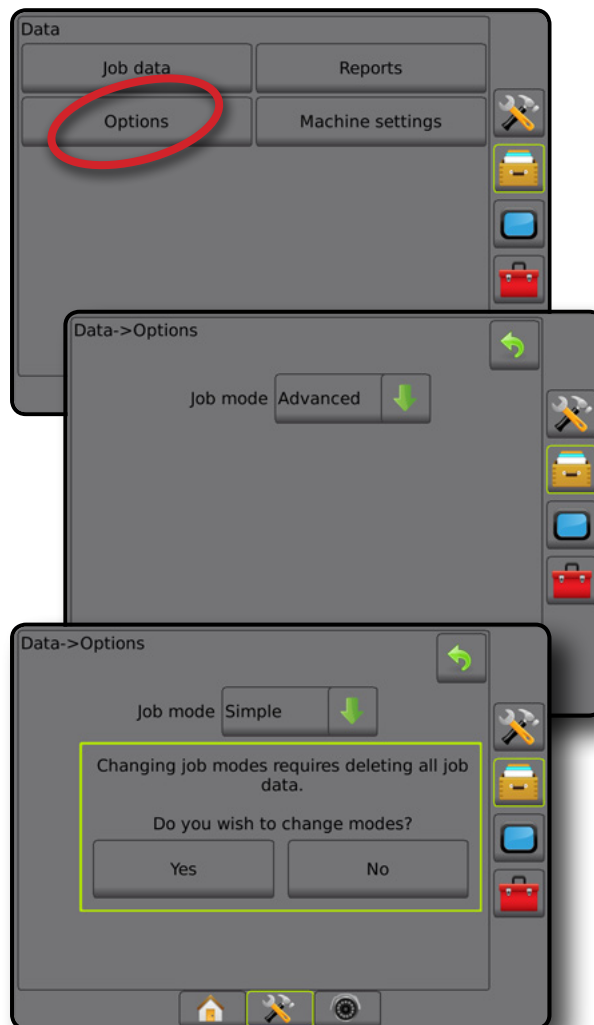 Data
Job data
Reports
Options
Machine settings
Data->Options
Job mode Advanced
Data->Options
Job mode Simple
Changing job modes requires deleting all job
data.
Do you wish to change modes?
Yes
No